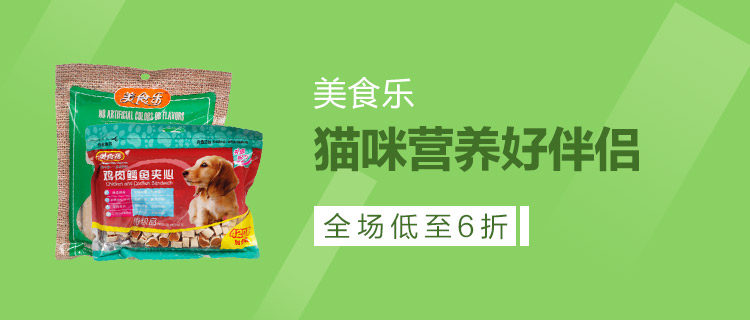 美食乐
猫咪营养好伴侣
全场低至6折
美食乐
NO ARTIFICIAL COLORS OR FLAVORS
美食乐
鸡肉鳕鱼夹心
Chicken and Codfish Sandwich